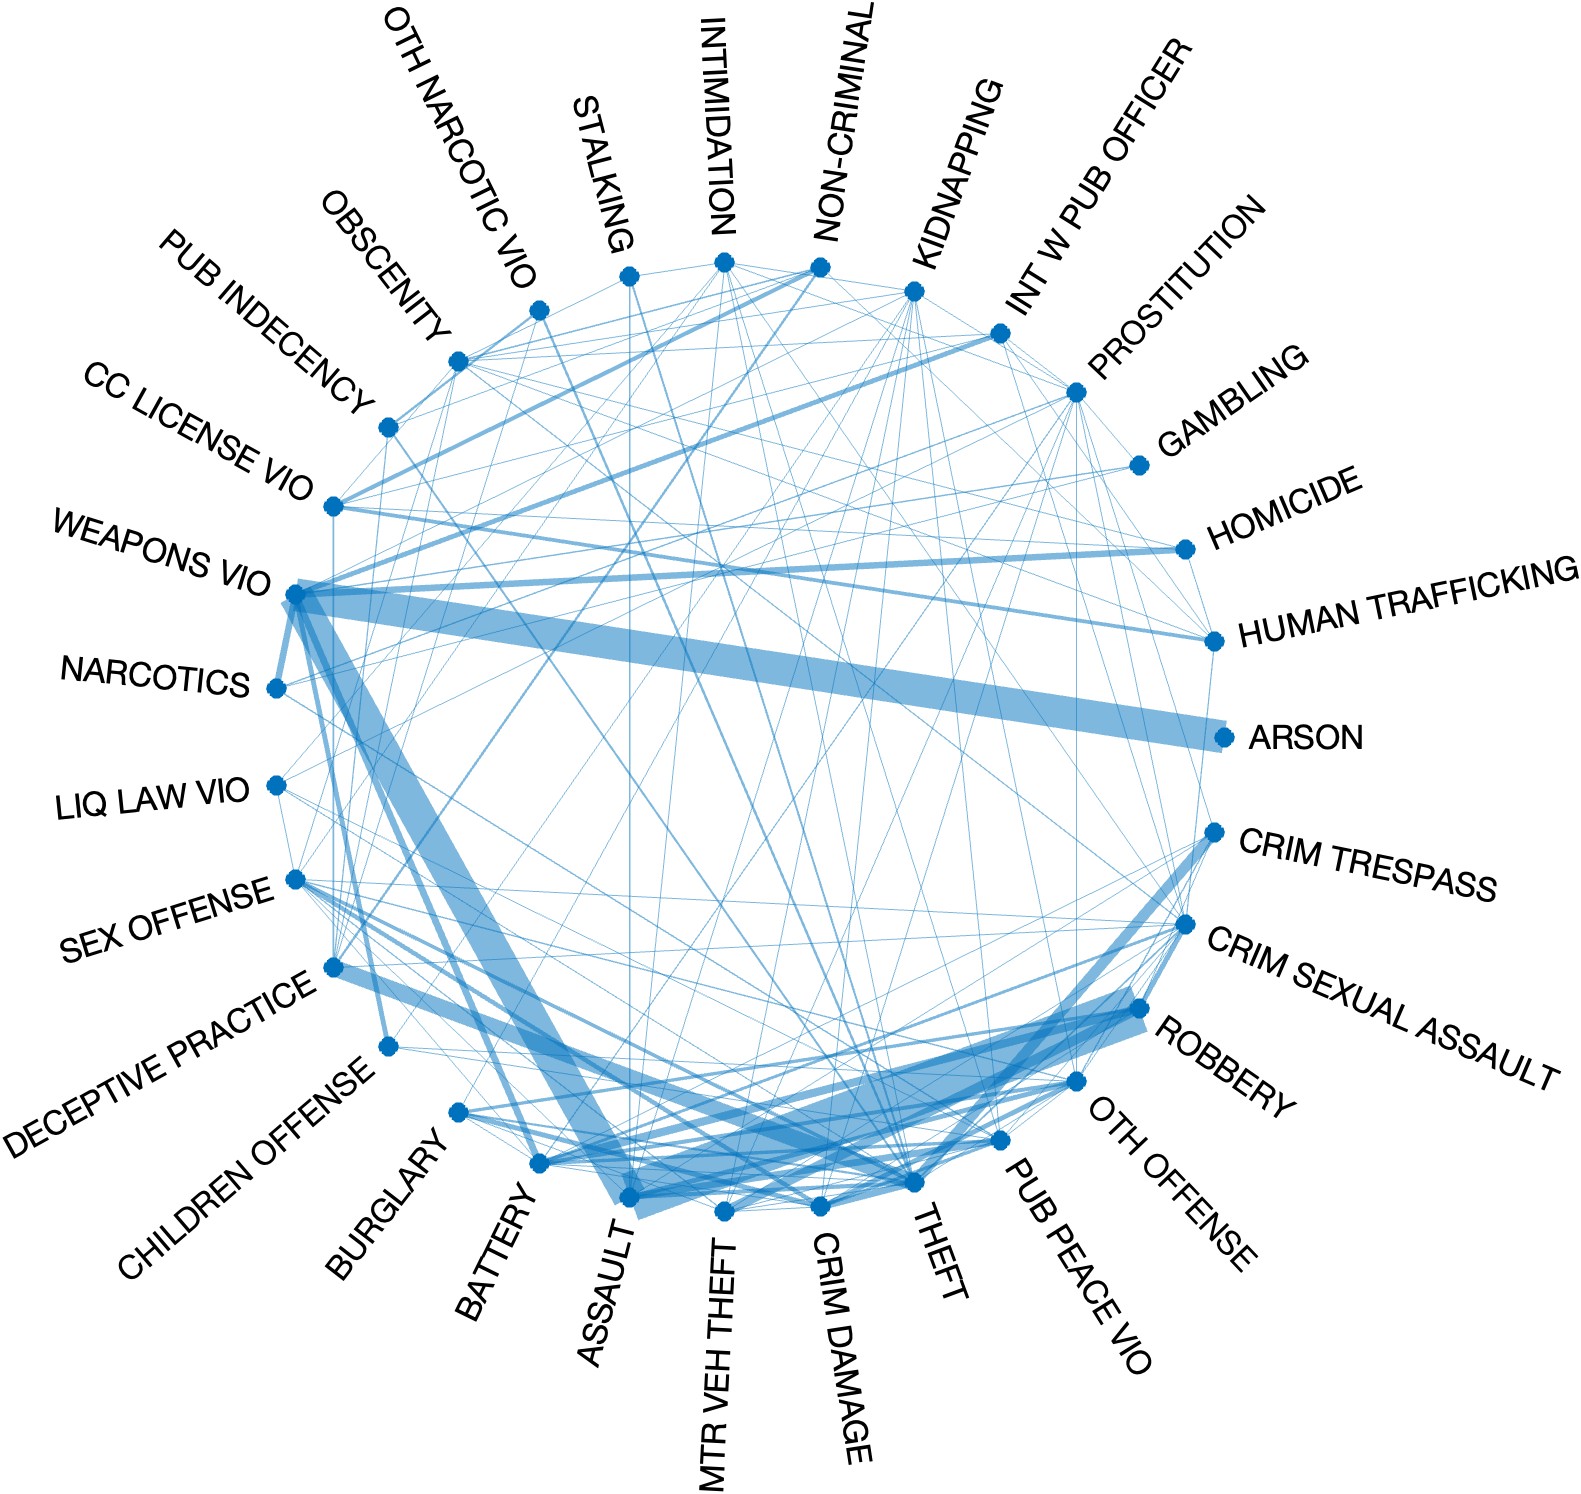 OTH NARCOTIC VIO
STALKING
INTIMIDATION
NON-CRIMINAL
KIDNAPPING
INT W PUB OFFICER
PROSTITUTION
GAMBLING
HOMICIDE
HUMAN TRAFFICKING
ARSON
CRIM TRESPASS
CRIM SEXUAL ASSAULT
ROBBERY
OTH OFFENSE
PUB PEACE VIO
THEFT
CRIM DAMAGE
MTR VEH THEFT
ASSAULT
BATTERY
BURGLARY
CHILDREN OFFENSE
DECEPTIVE PRACTICE
SEX OFFENSE
LIQ LAW VIO
NARCOTICS
WEAPONS VIO
CC LICENSE VIO
PUB INDECENCY
OBSCENITY